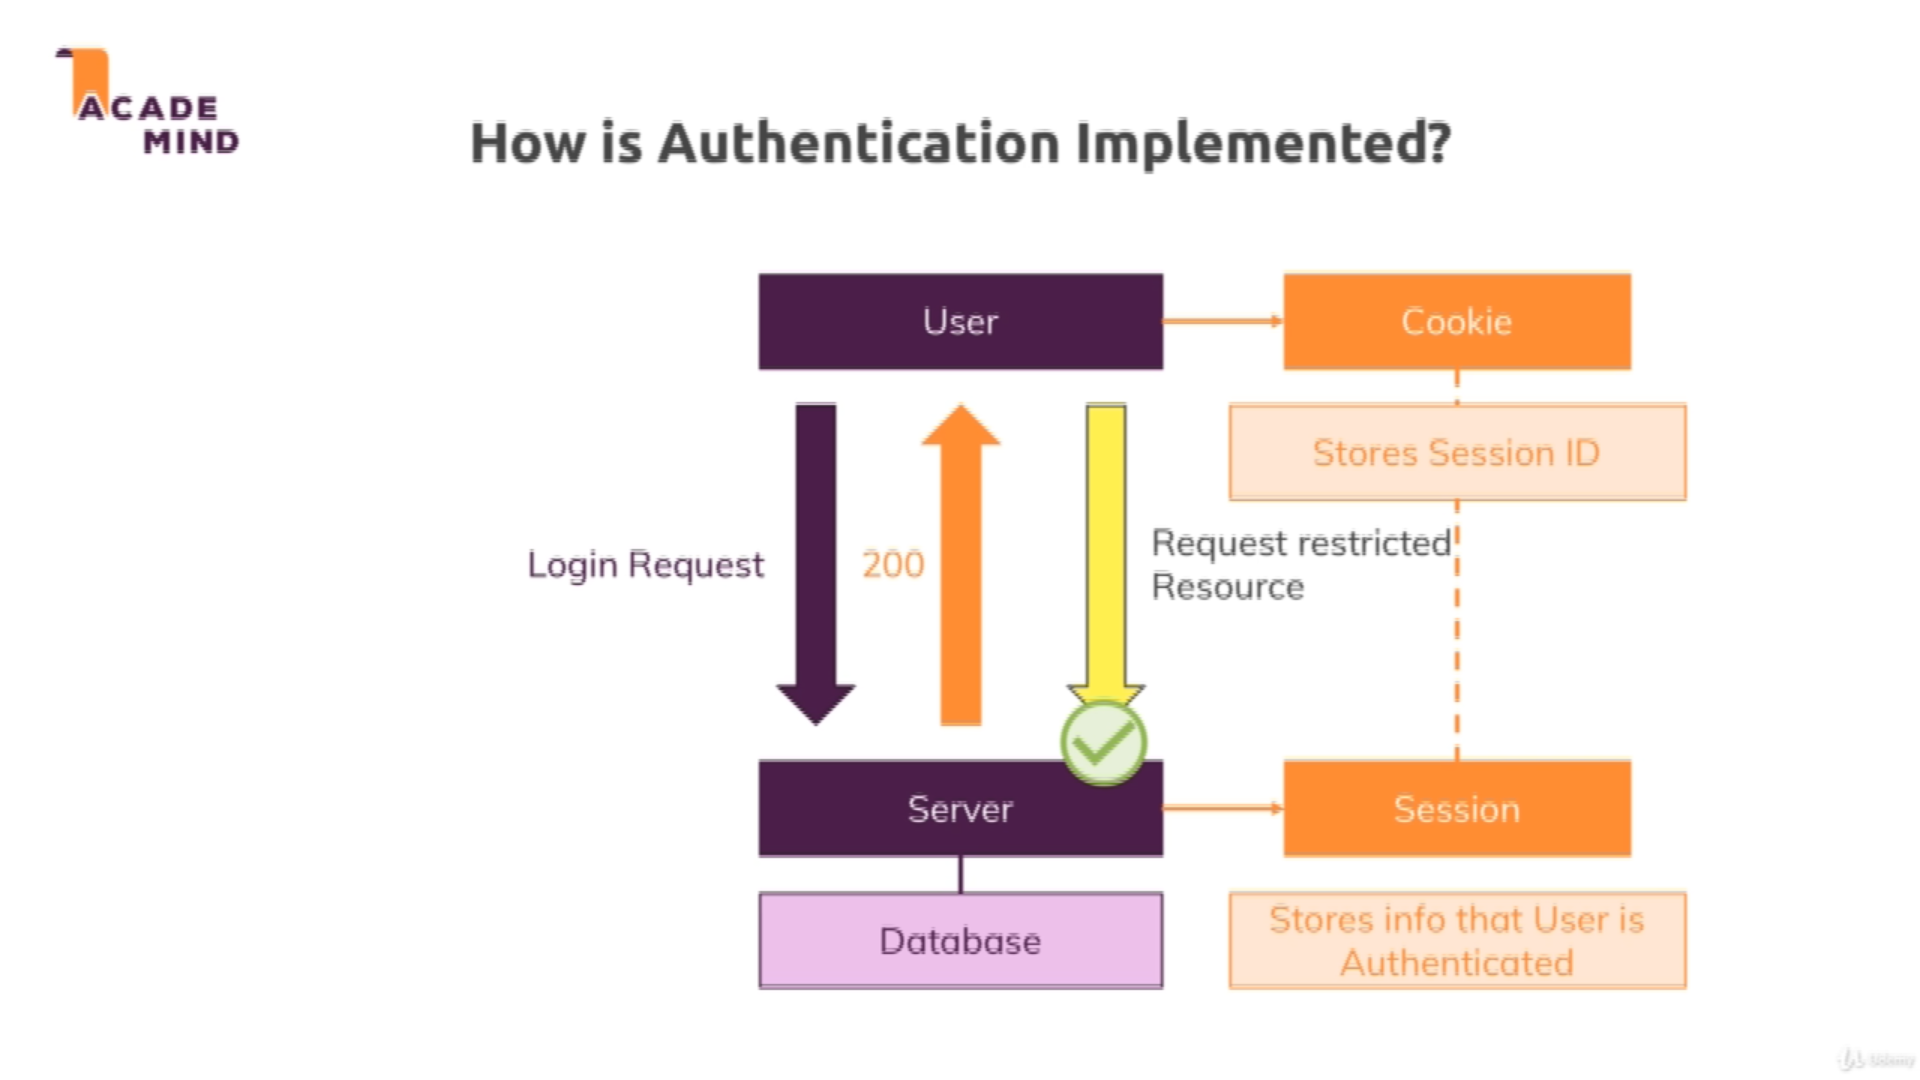 ACADE
MIND
How is Authentication Implemented?
User
Cookie
Stores Session ID
Login Request
200
Request restricted
Resource
Server
Session
Database
Stores info that User is
Authenticated
Udemy